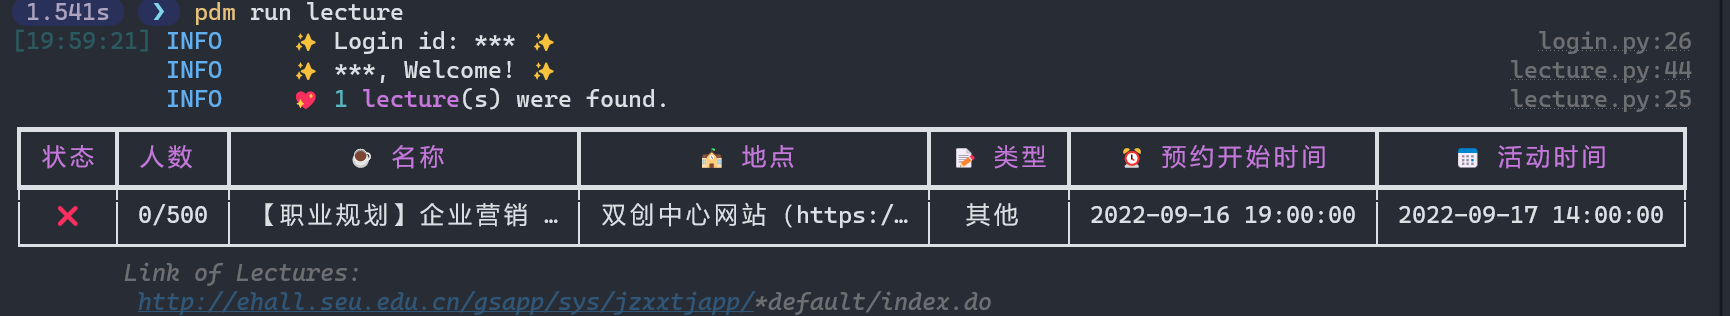 1.541s ❯ pdm run lecture
[19:59:21] INFO ✨ Login id: *** ✨ login.py:26
INFO ✨ ***, Welcome! ✨ lecture.py:44
INFO 💖 1 lecture(s) were found. lecture.py:25
状态 人数 ☕ 名称 🏫 地点 📝 类型 ⏰ 预约开始时间 📅 活动时间
❌ 0/500 【职业规划】企业营销 … 双创中心网站（https:/… 其他 2022-09-16 19:00:00 2022-09-17 14:00:00
Link of Lectures:
http://ehall.seu.edu.cn/gsapp/sys/jzxxtjapp/*default/index.do